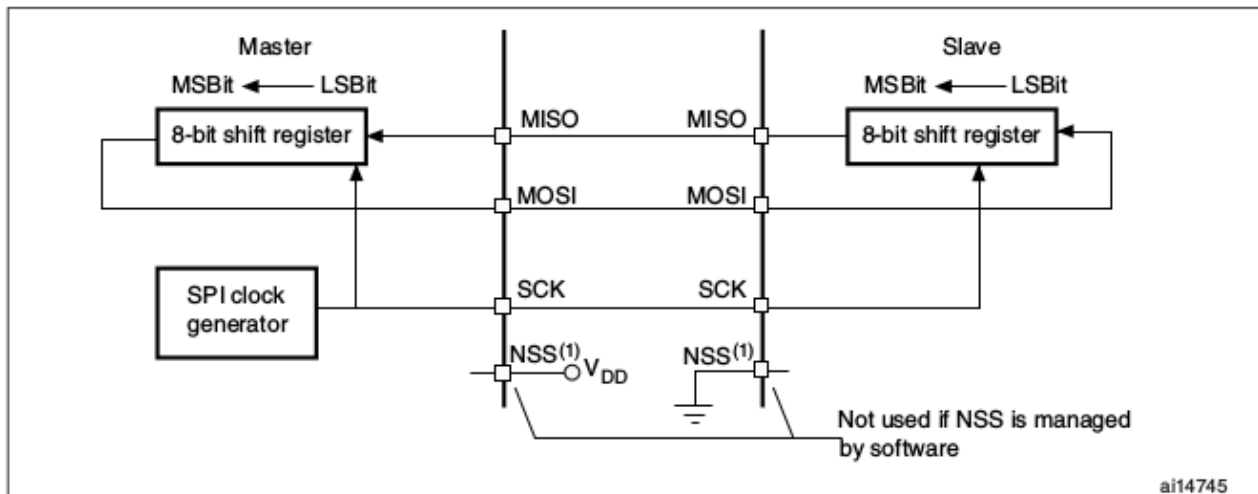 Master
Slave
MSBit LSBit
MSBit LSBit
8-bit shift register
MISO
MISO
8-bit shift register
MOSI
MOSI
SPI clock
generator
SCK
SCK
NSS(1)
VDD
NSS(1)
Not used if NSS is managed
by software
ai14745